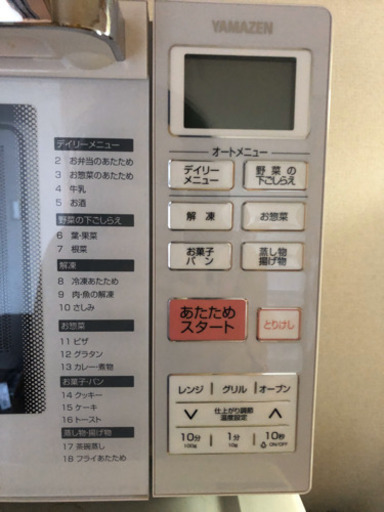 YAMAZEN
オートメニュー
デイリー
メニュー
野菜の
下ごしらえ
解凍
お惣菜
お菓子
パン
蒸し物
揚げ物
あたため
スタート
とりけし
レンジ
グリル
オーブン
仕上がり調節
温度設定
10分
100g
1分
10g
10秒
ON/OFF
デイリーメニュー
2 お弁当のあたため
3 お惣菜のあたため
4 牛乳
5 お酒
野菜の下ごしらえ
6 葉・果菜
7 根菜
解凍
8 冷凍あたため
9 肉・魚の解凍
10 さしみ
お惣菜
11 ピザ
12 グラタン
13 カレー・煮物
お菓子・パン
14 クッキー
15 ケーキ
16 トースト
蒸し物・揚げ物
17 茶碗蒸し
18 フライあたため